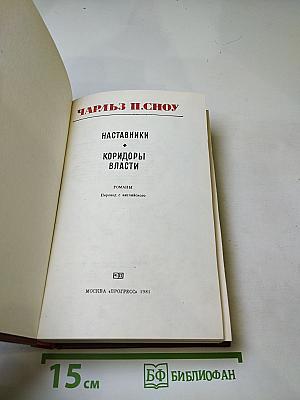 ЧАРЛЬЗ П.СНОУ
НАСТАВНИКИ
КОРИДОРЫ
ВЛАСТИ
РОМАНЫ
Перевод с английского
МОСКВА «ПРОГРЕСС» 1981
15 см
БФ БИБЛИОФАН